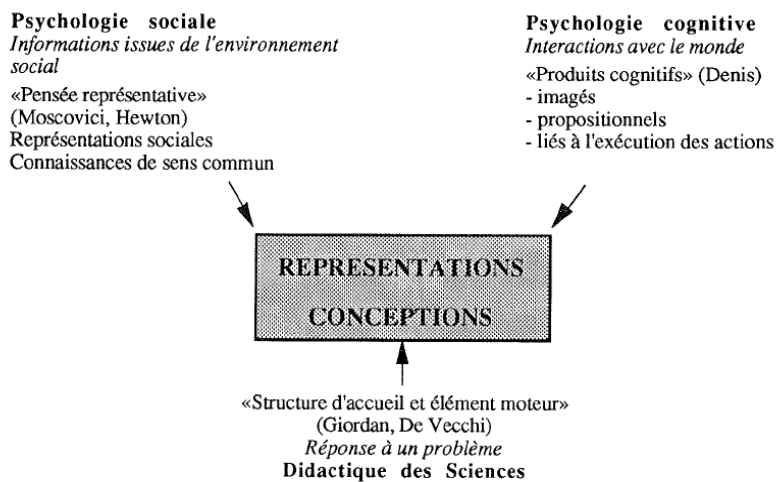 Psychologie sociale
Informations issues de l'environnement
social
«Pensée représentative»
(Moscovici, Hewton)
Représentations sociales
Connaissances de sens commun
Psychologie cognitive
Interactions avec le monde
«Produits cognitifs» (Denis)
- imagés
- propositionnels
- liés à l'exécution des actions
REPRESENTATIONS
CONCEPTIONS
«Structure d'accueil et élément moteur»
(Giordan, De Vecchi)
Réponse à un problème
Didactique des Sciences